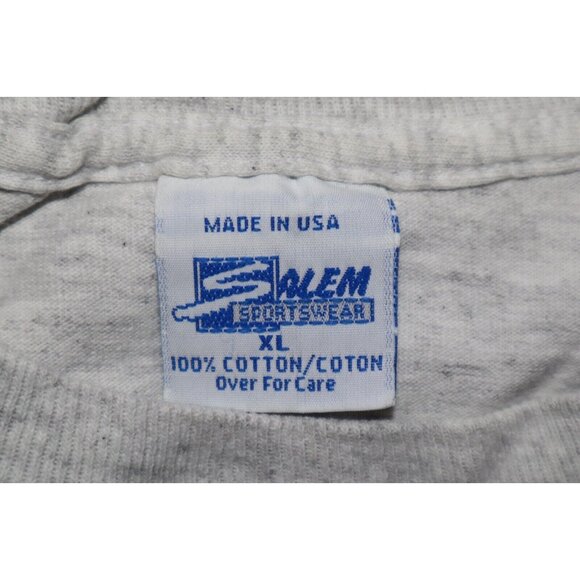 MADE IN USA
SALEM
SPORTSWEAR
XL
100% COTTON/COTON
Over For Care